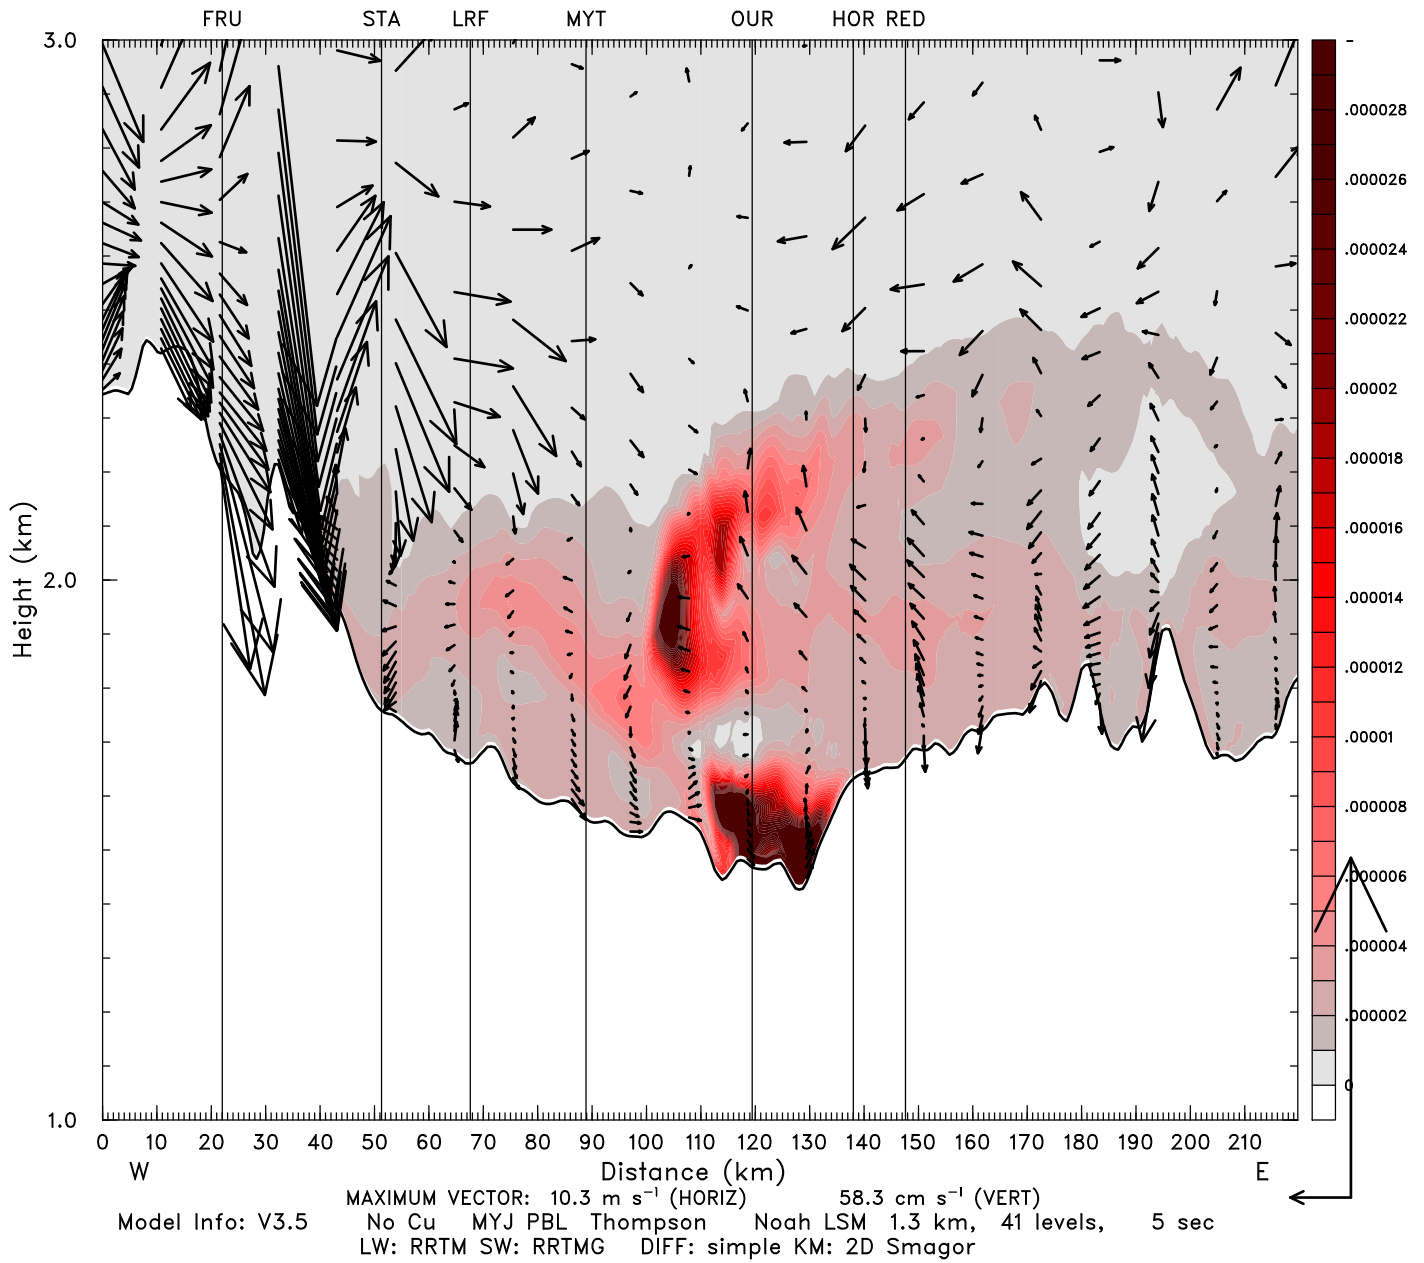 FRU STA LRF MYT OUR HOR RED
3.0
2.0
1.0
Height (km)
0 10 20 30 40 50 60 70 80 90 100 110 120 130 140 150 160 170 180 190 200 210
W Distance (km) E
.000028
.000026
.000024
.000022
.00002
.000018
.000016
.000014
.000012
.00001
.000008
.000006
.000004
.000002
0
MAXIMUM VECTOR: 10.3 m s⁻¹ (HORIZ) 58.3 cm s⁻¹ (VERT)
Model Info: V3.5 No Cu MYJ PBL Thompson Noah LSM 1.3 km, 41 levels, 5 sec
LW: RRTM SW: RRTMG DIFF: simple KM: 2D Smagor